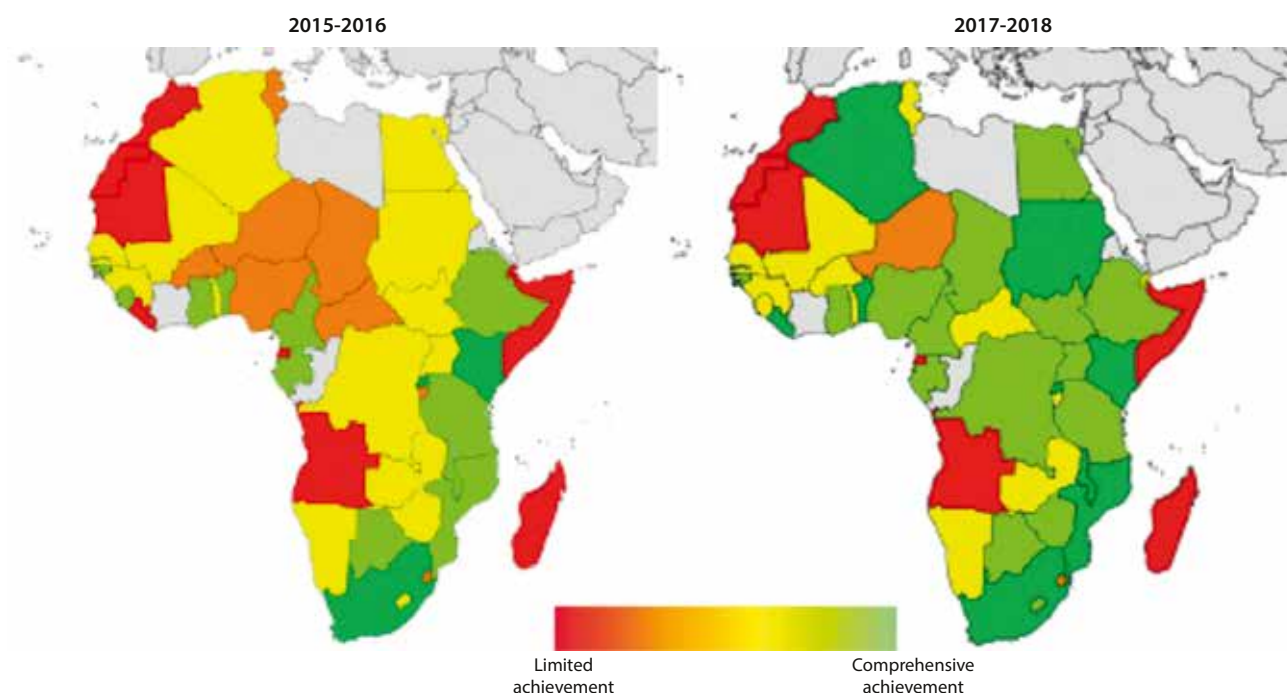 2015-2016
2017-2018
Limited
achievement
Comprehensive
achievement